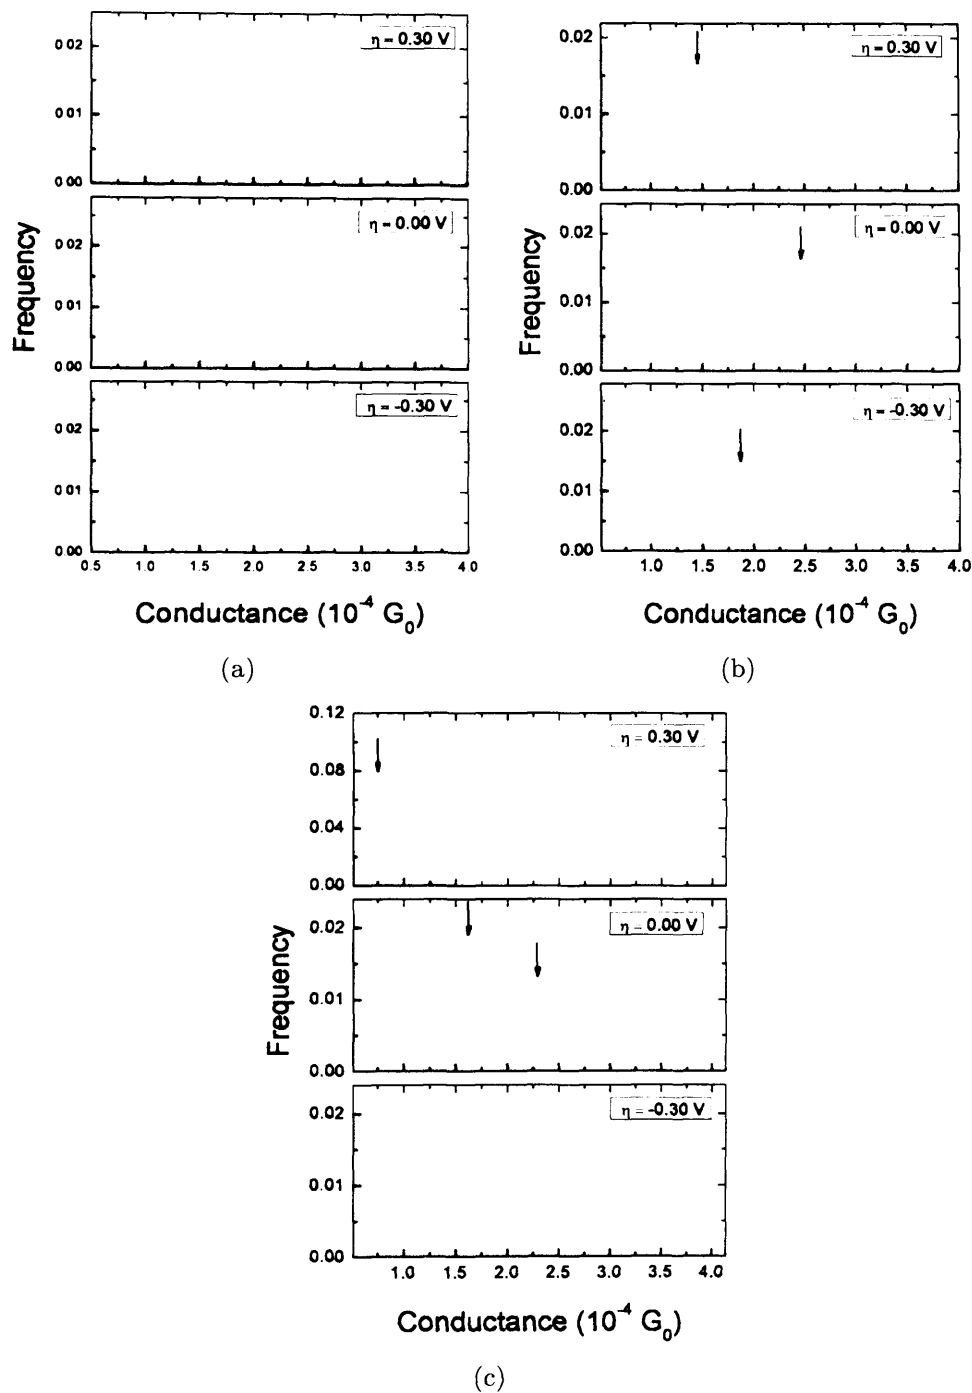 Frequency
0.02
η = 0.30 V
0.01
0.00
η = 0.00 V
0.02
0.01
0.00
η = -0.30 V
0.02
0.01
0.00
0.5 1.0 1.5 2.0 2.5 3.0 3.5 4.0
Conductance (10⁻⁴ G₀)
(a)
Frequency
0.02
η = 0.30 V
0.01
0.00
η = 0.00 V
0.02
0.01
0.00
η = -0.30 V
0.02
0.01
0.00
1.0 1.5 2.0 2.5 3.0 3.5 4.0
Conductance (10⁻⁴ G₀)
(b)
Frequency
0.12
η = 0.30 V
0.08
0.04
0.00
η = 0.00 V
0.02
0.01
0.00
η = -0.30 V
0.02
0.01
0.00
1.0 1.5 2.0 2.5 3.0 3.5 4.0
Conductance (10⁻⁴ G₀)
(c)